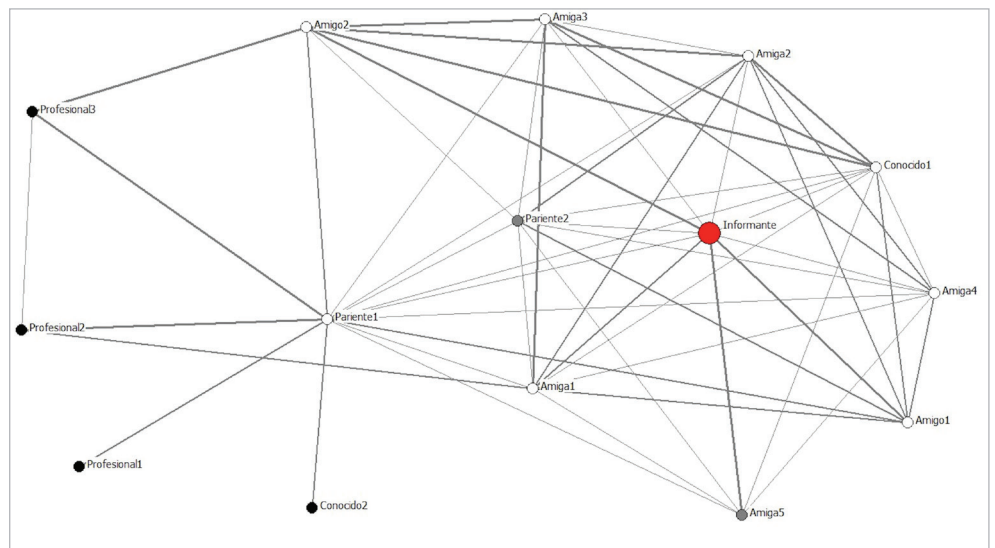 Amiga3
Amigo2
Amiga2
Profesional3
Conocido1
Pariente2
Informante
Amiga4
Pariente1
Profesional2
Amiga1
Amigo1
Profesional1
Conocido2
Amiga5